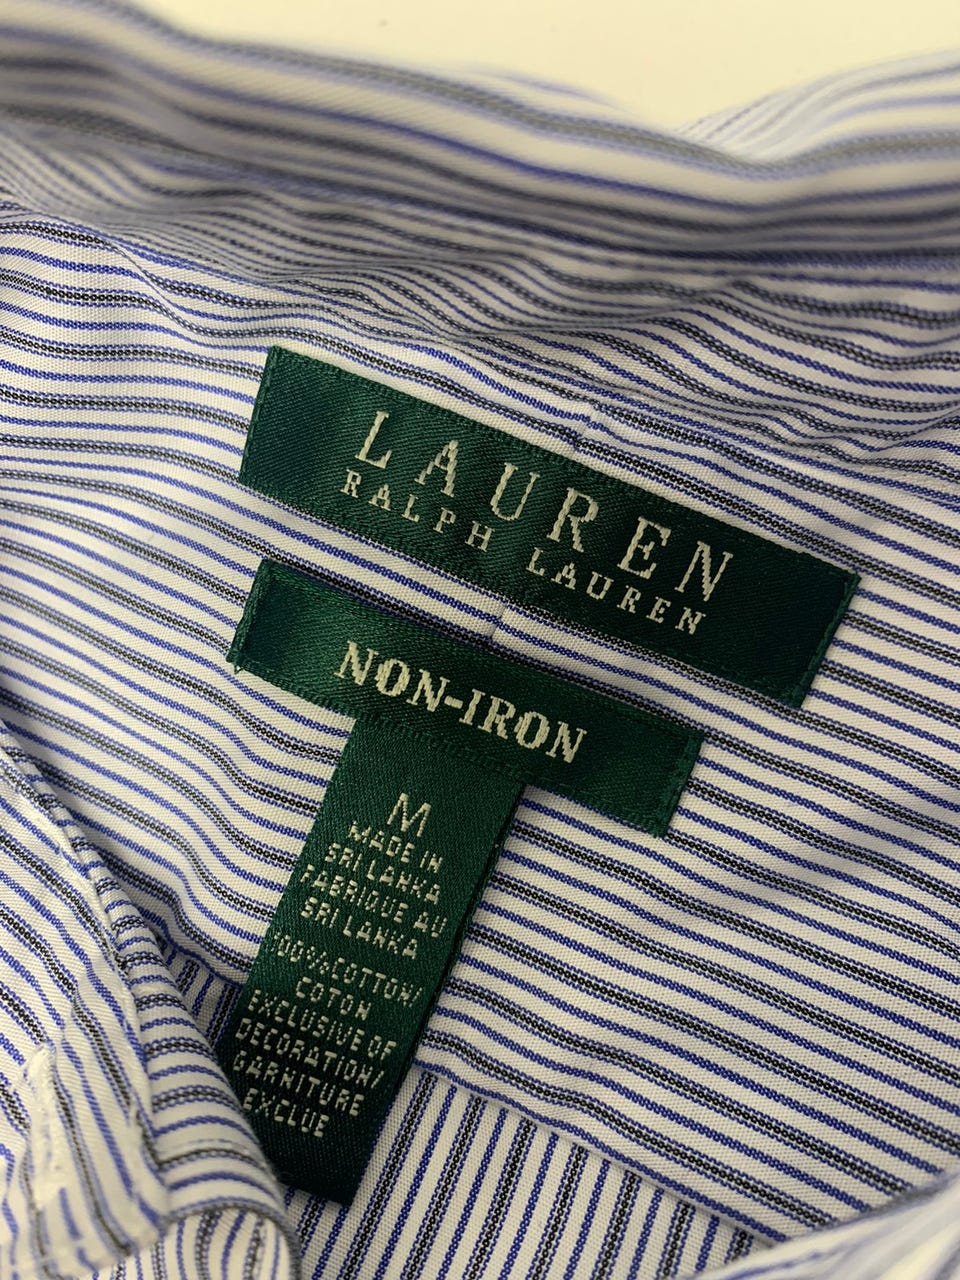 LAUREN
RALPH LAUREN
NON-IRON
M
MADE IN
SRI LANKA
FABRIQUE AU
SRI LANKA
100% COTTON/
COTON
EXCLUSIVE OF
DECORATION/
GARNITURE
EXCLUE